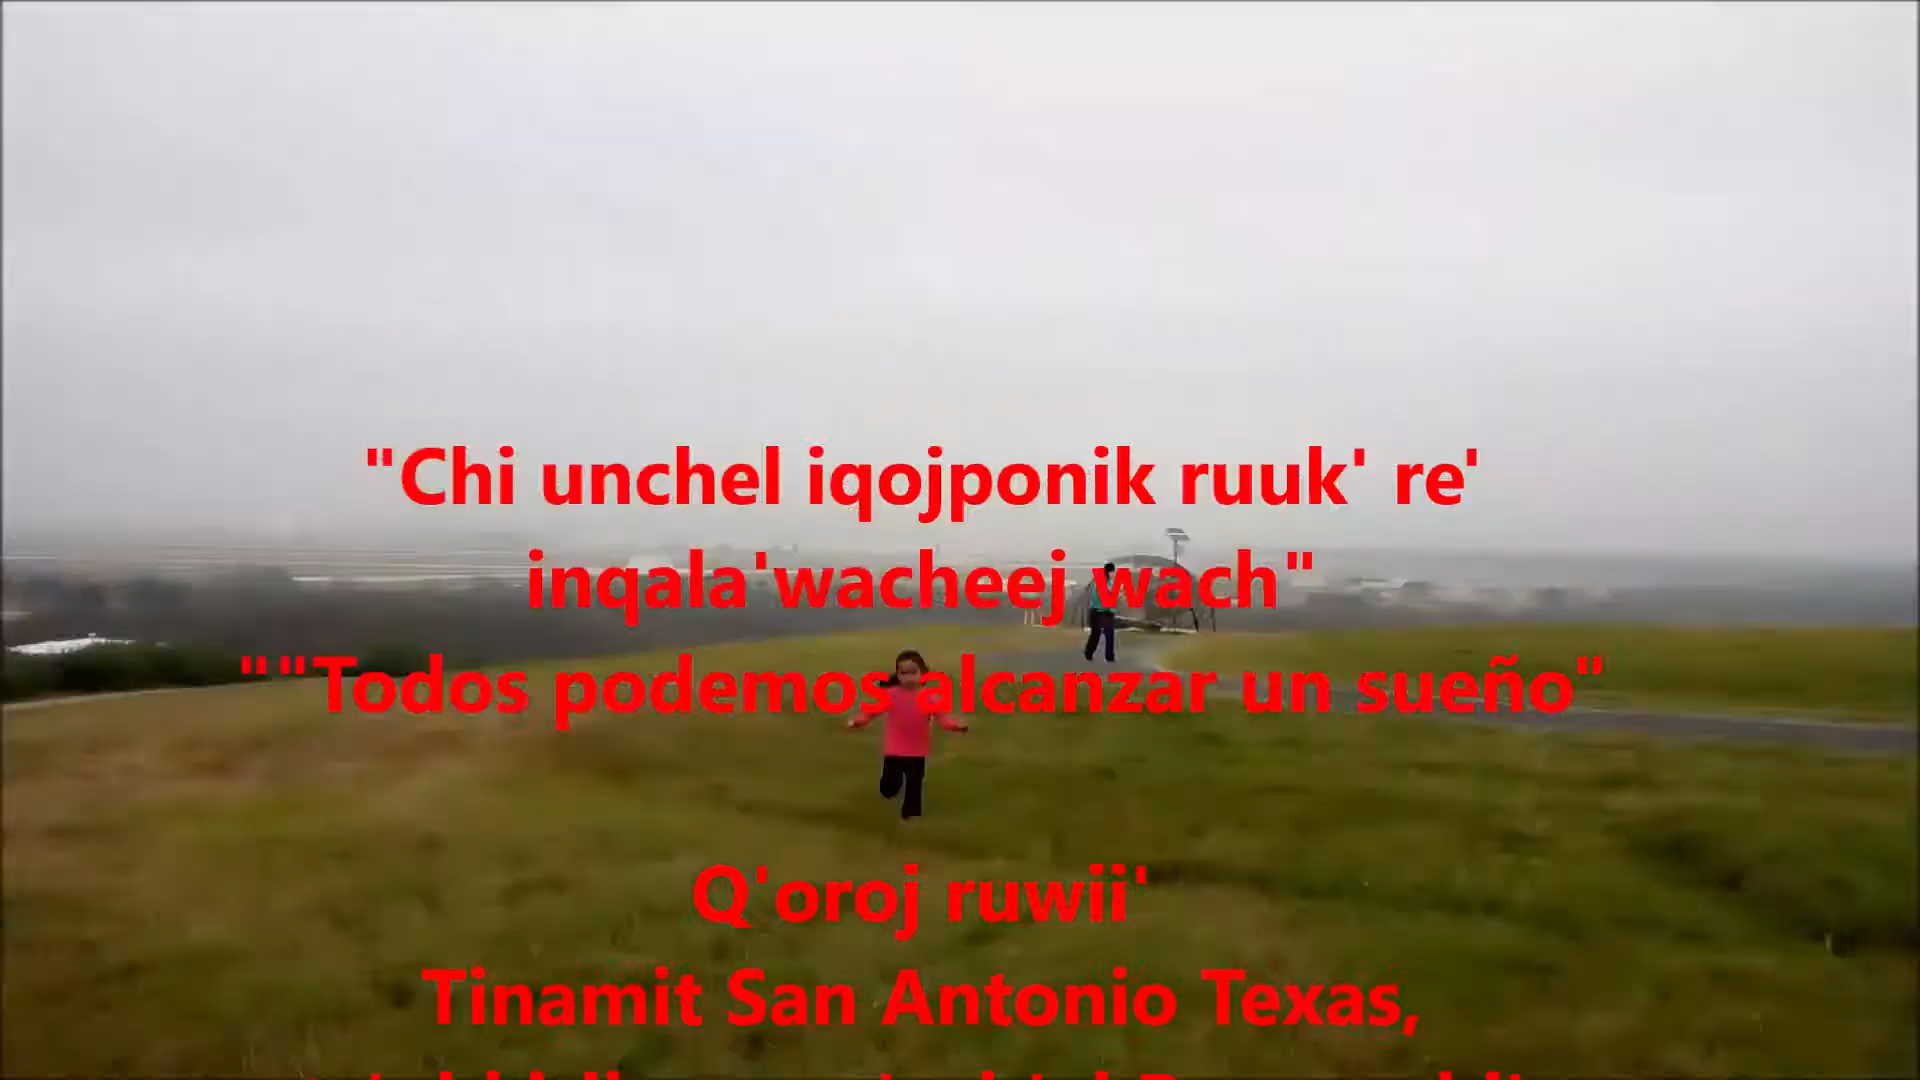 "Chi unchel iqojponik ruuk' re'
inqala'wacheej wach"
""Todos podemos alcanzar un sueño"
Q'oroj ruwii'
Tinamit San Antonio Texas,